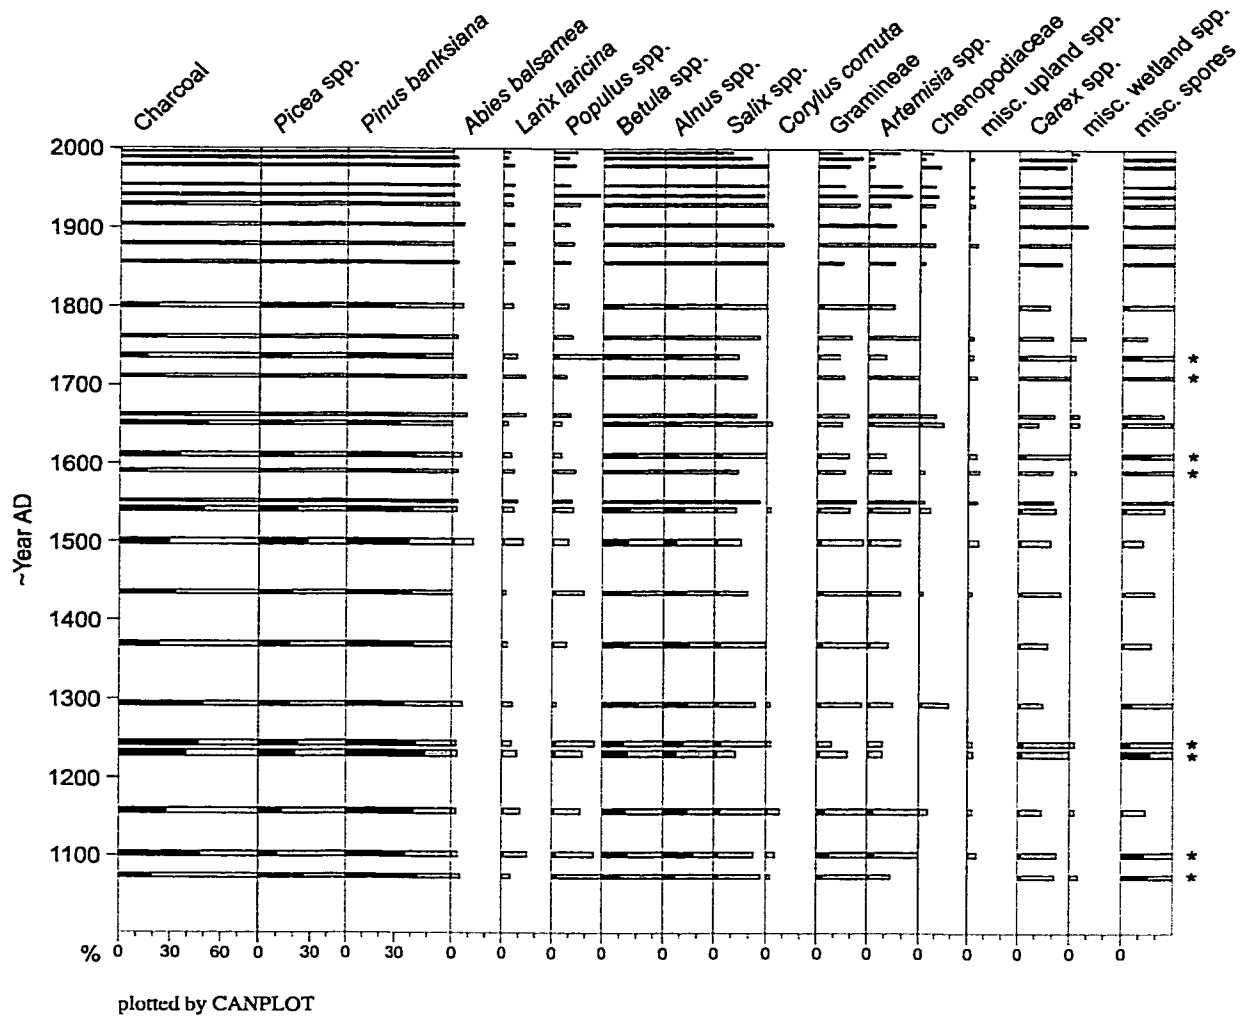 Charcoal
Picea spp.
Pinus banksiana
Abies balsamea
Larix laricina
Populus spp.
Betula spp.
Alnus spp.
Salix spp.
Corylus cornuta
Gramineae
Artemisia spp.
Chenopodiaceae
misc. upland spp.
Carex spp.
misc. wetland spp.
misc. spores
2000
1900
1800
1700
1600
1500
1400
1300
1200
1100
~Year AD
*
*
*
*
*
*
*
*
% 0 30 60 0 30 0 30 0 0 0 0 0 0 0 0 0 0 0 0 0 0
plotted by CANPLOT